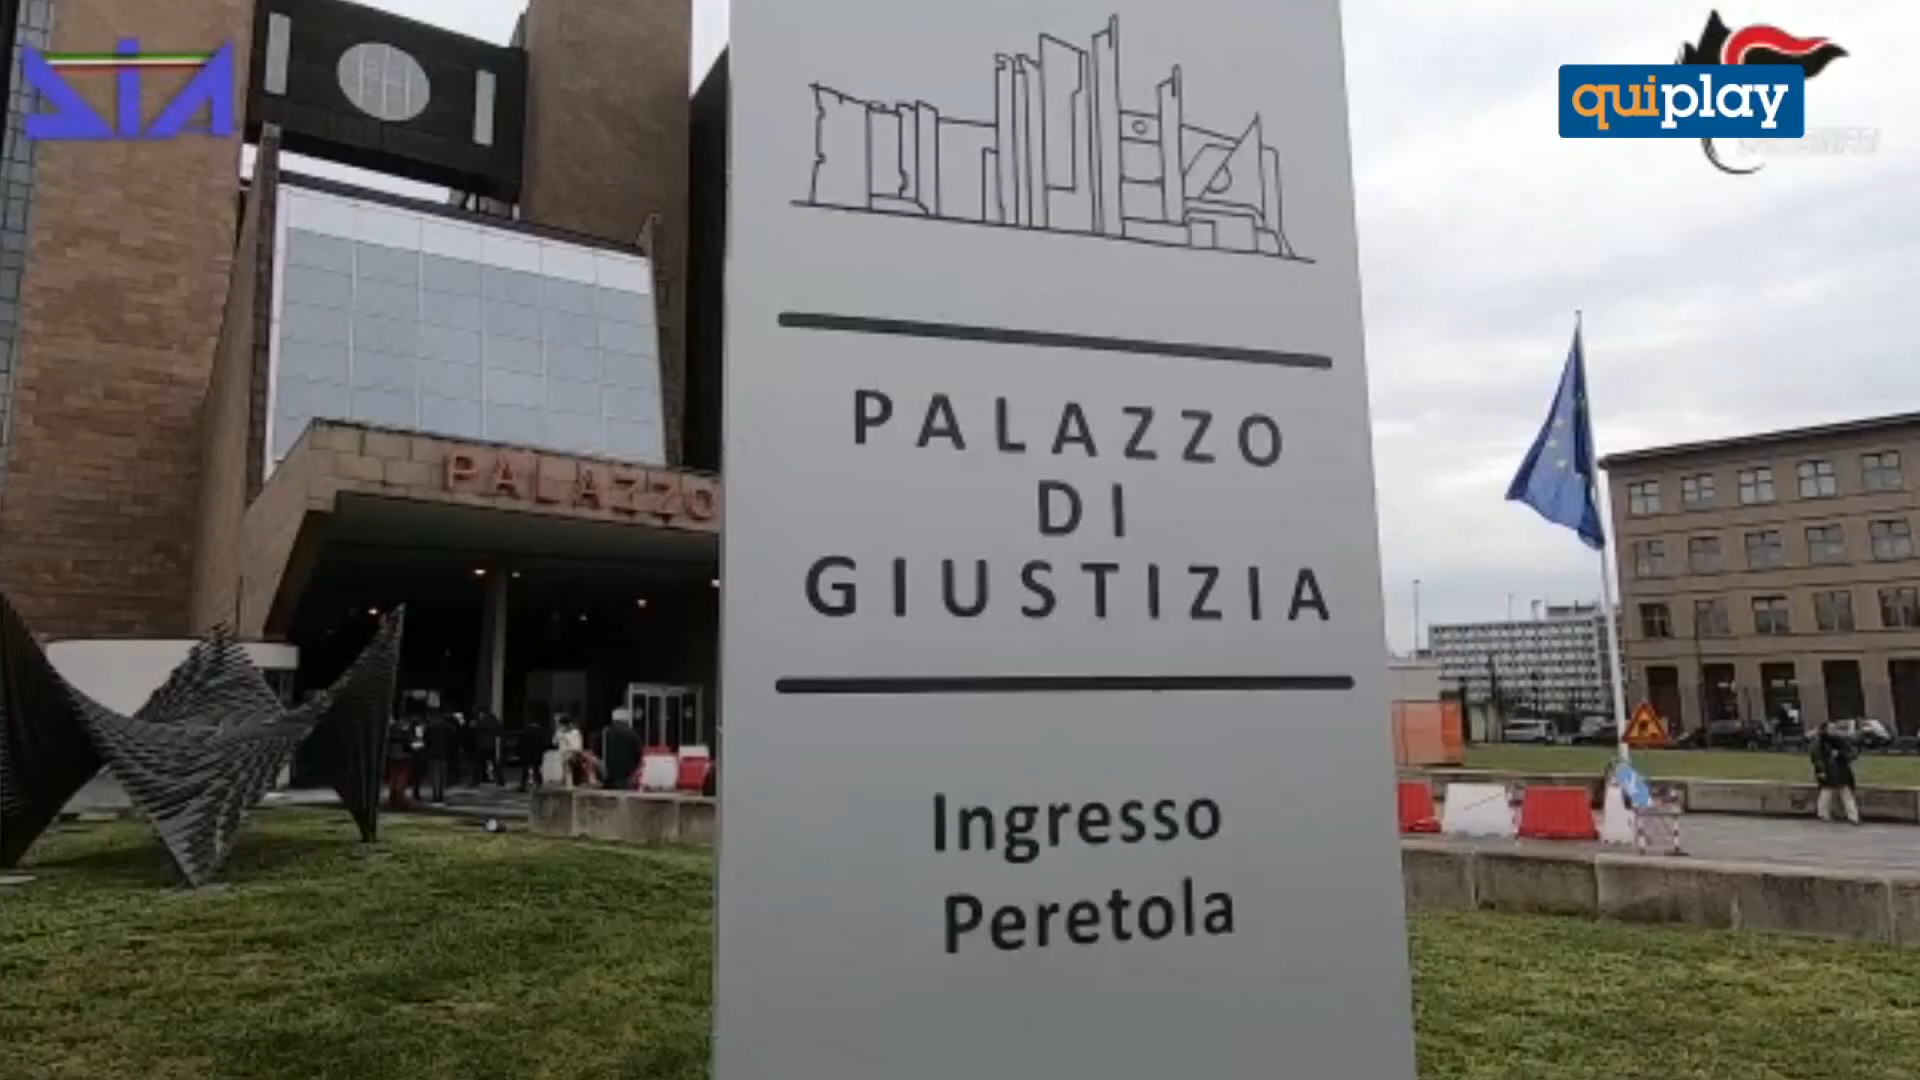 DIA
quiplay
PALAZZO
PALAZZO
DI
GIUSTIZIA
Ingresso
Peretola